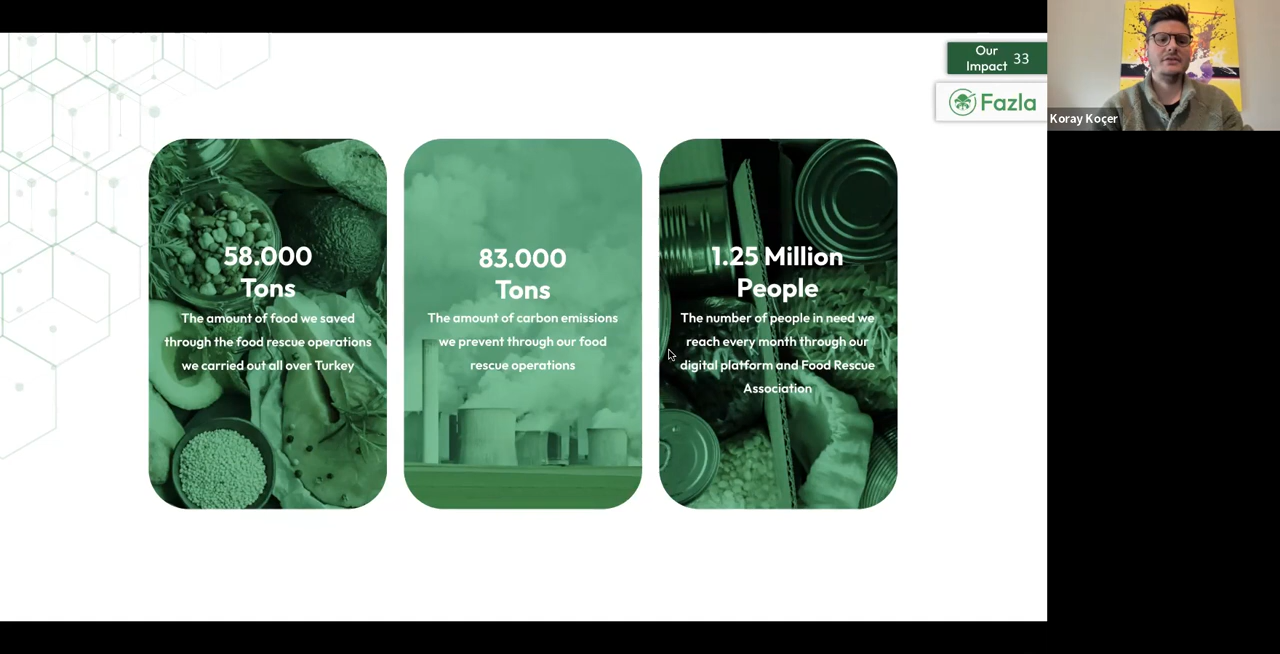 Our
Impact
33
Fazla
Koray Koçer
58.000
Tons
The amount of food we saved
through the food rescue operations
we carried out all over Turkey
83.000
Tons
The amount of carbon emissions
we prevent through our food
rescue operations
1.25 Million
People
The number of people in need we
reach every month through our
digital platform and Food Rescue
Association